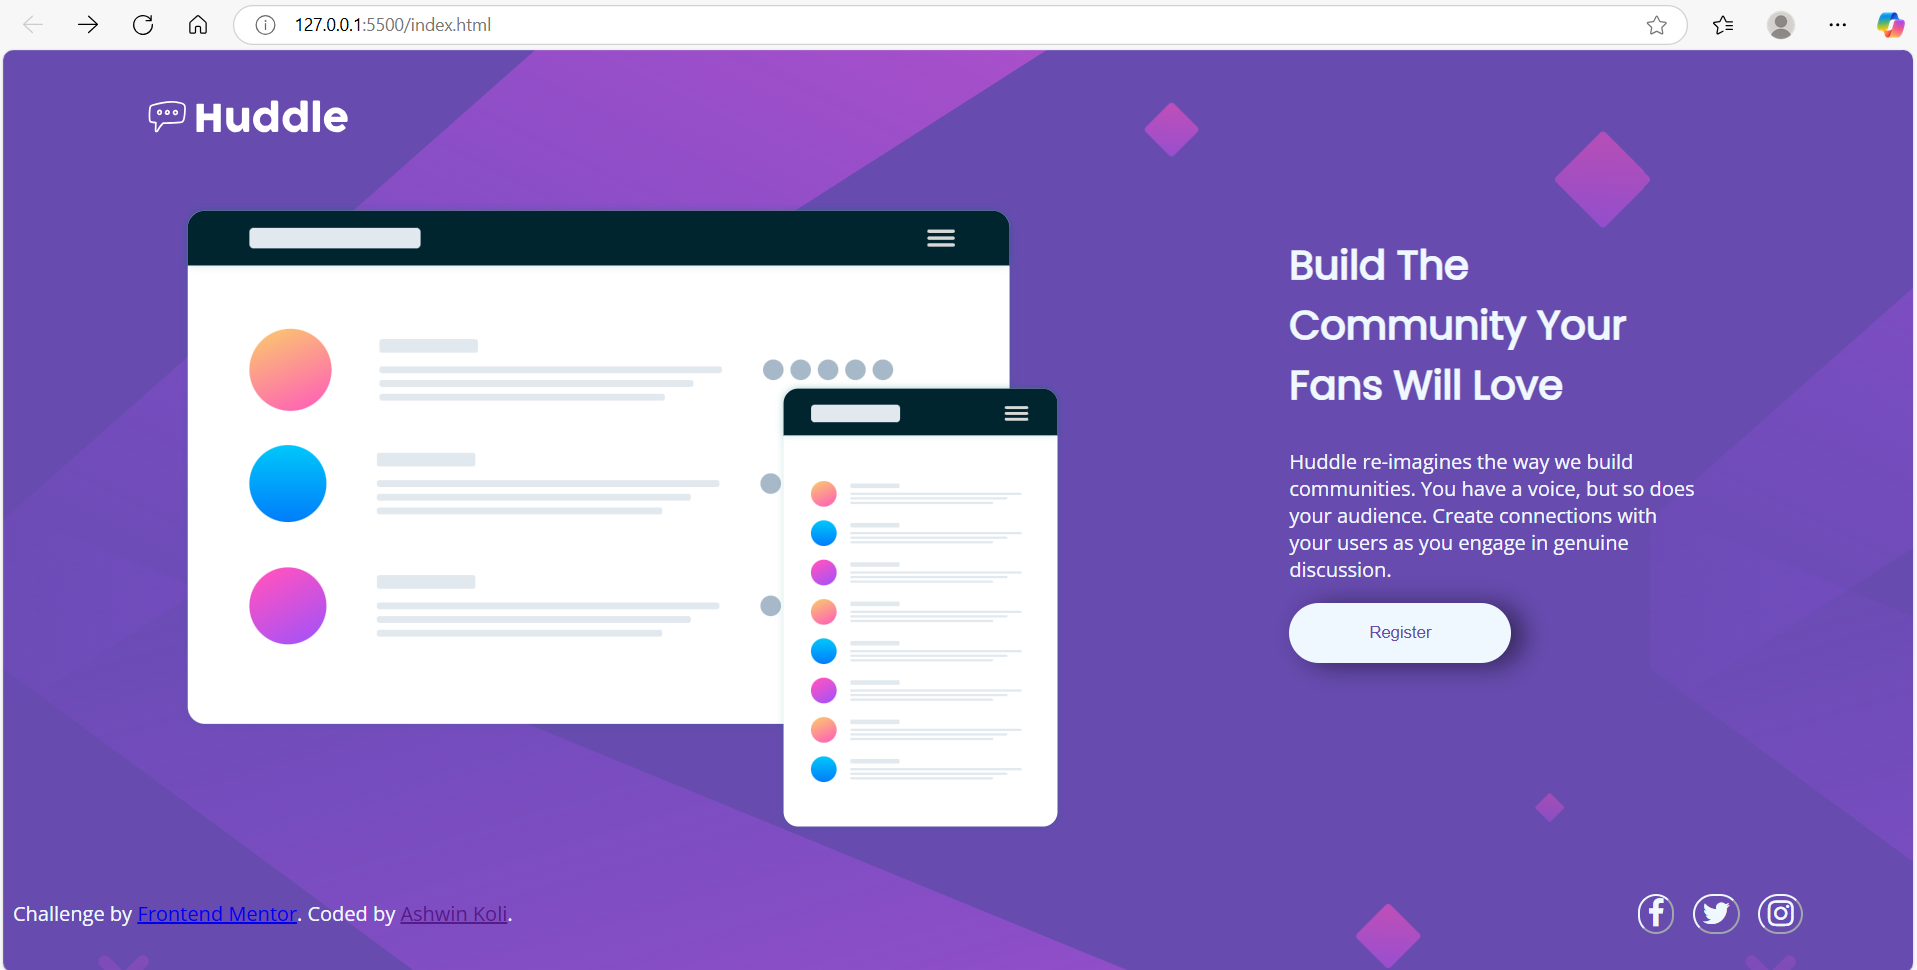 127.0.0.1:5500/index.html
Huddle
Build The
Community Your
Fans Will Love
Huddle re-imagines the way we build
communities. You have a voice, but so does
your audience. Create connections with
your users as you engage in genuine
discussion.
Register
Challenge by Frontend Mentor. Coded by Ashwin Koli.